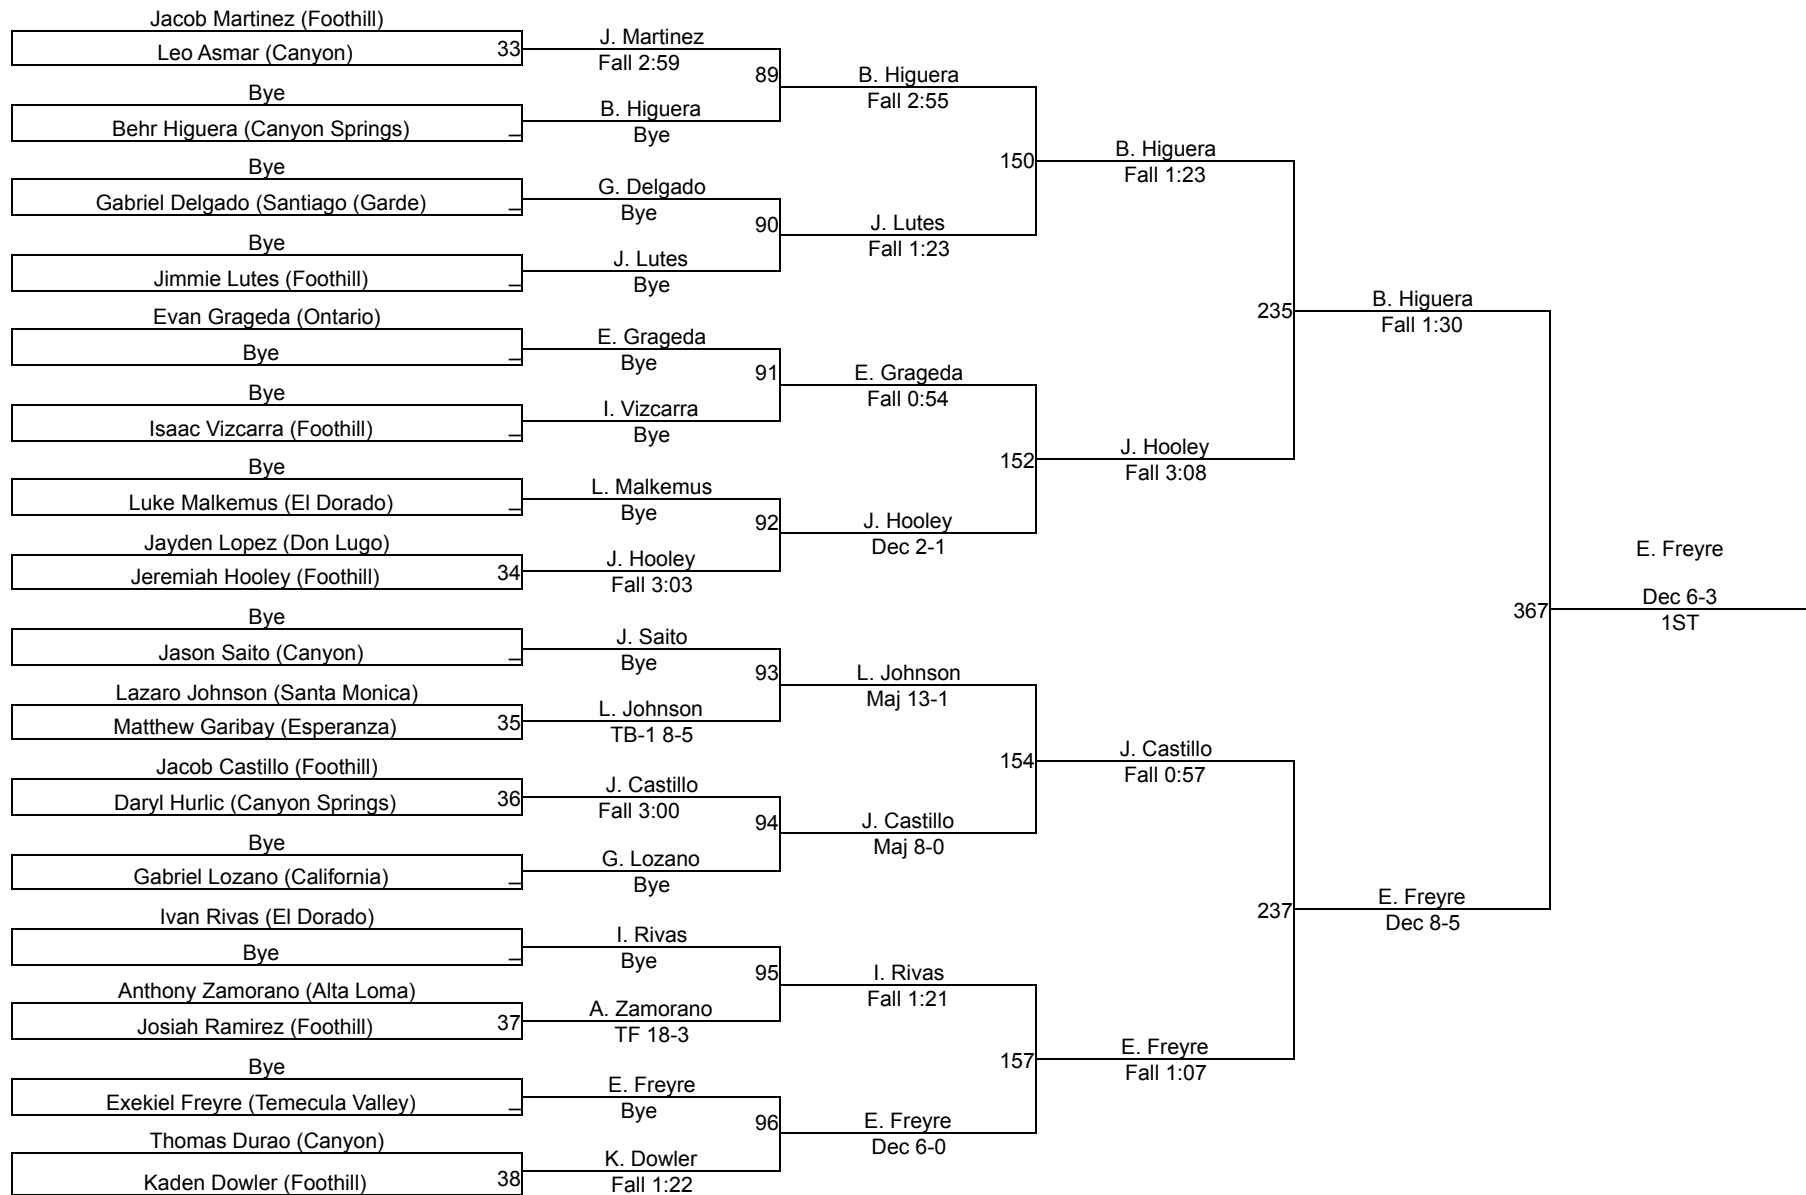 Jacob Martinez (Foothill)
Leo Asmar (Canyon) 33
Bye
Behr Higuera (Canyon Springs) _
Bye
Gabriel Delgado (Santiago (Garde) _
Bye
Jimmie Lutes (Foothill) _
Evan Grageda (Ontario)
Bye _
Bye
Isaac Vizcarra (Foothill) _
Bye
Luke Malkemus (El Dorado) _
Jayden Lopez (Don Lugo)
Jeremiah Hooley (Foothill) 34
Bye
Jason Saito (Canyon) _
Lazaro Johnson (Santa Monica)
Matthew Garibay (Esperanza) 35
Jacob Castillo (Foothill)
Daryl Hurlic (Canyon Springs) 36
Bye
Gabriel Lozano (California) _
Ivan Rivas (El Dorado)
Bye _
Anthony Zamorano (Alta Loma)
Josiah Ramirez (Foothill) 37
Bye
Exekiel Freyre (Temecula Valley) _
Thomas Durao (Canyon)
Kaden Dowler (Foothill) 38
J. Martinez
Fall 2:59
89
B. Higuera
Bye
G. Delgado
Bye
90
J. Lutes
Bye
E. Grageda
Bye
91
I. Vizcarra
Bye
L. Malkemus
Bye
92
J. Hooley
Fall 3:03
J. Saito
Bye
93
L. Johnson
TB-1 8-5
J. Castillo
Fall 3:00
94
G. Lozano
Bye
I. Rivas
Bye
95
A. Zamorano
TF 18-3
E. Freyre
Bye
96
K. Dowler
Fall 1:22
B. Higuera
Fall 2:55
150
J. Lutes
Fall 1:23
E. Grageda
Fall 0:54
152
J. Hooley
Dec 2-1
L. Johnson
Maj 13-1
154
J. Castillo
Maj 8-0
I. Rivas
Fall 1:21
157
E. Freyre
Dec 6-0
B. Higuera
Fall 1:23
235
J. Hooley
Fall 3:08
J. Castillo
Fall 0:57
237
E. Freyre
Fall 1:07
B. Higuera
Fall 1:30
367
E. Freyre
Dec 8-5
E. Freyre
Dec 6-3
1ST